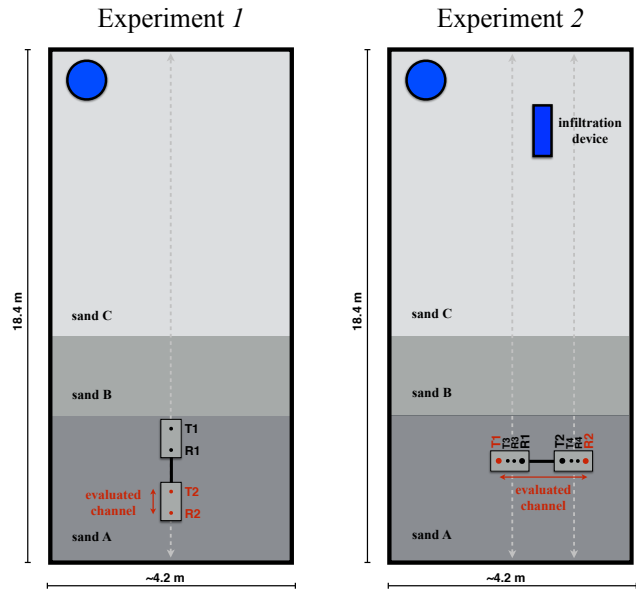 Experiment 1
18.4 m
sand C
sand B
T1
R1
evaluated
channel
T2
R2
sand A
~4.2 m
Experiment 2
18.4 m
infiltration
device
sand C
sand B
T1 T3 R3 R1 T2 T4 R4 R2
evaluated
channel
sand A
~4.2 m